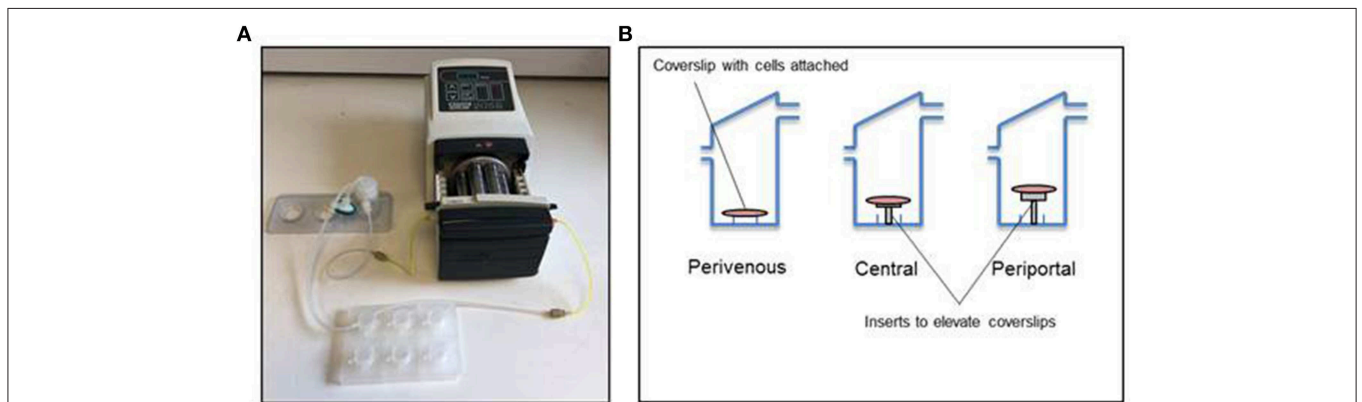 A
B
Coverslip with cells attached
Perivenous
Central
Periportal
Inserts to elevate coverslips